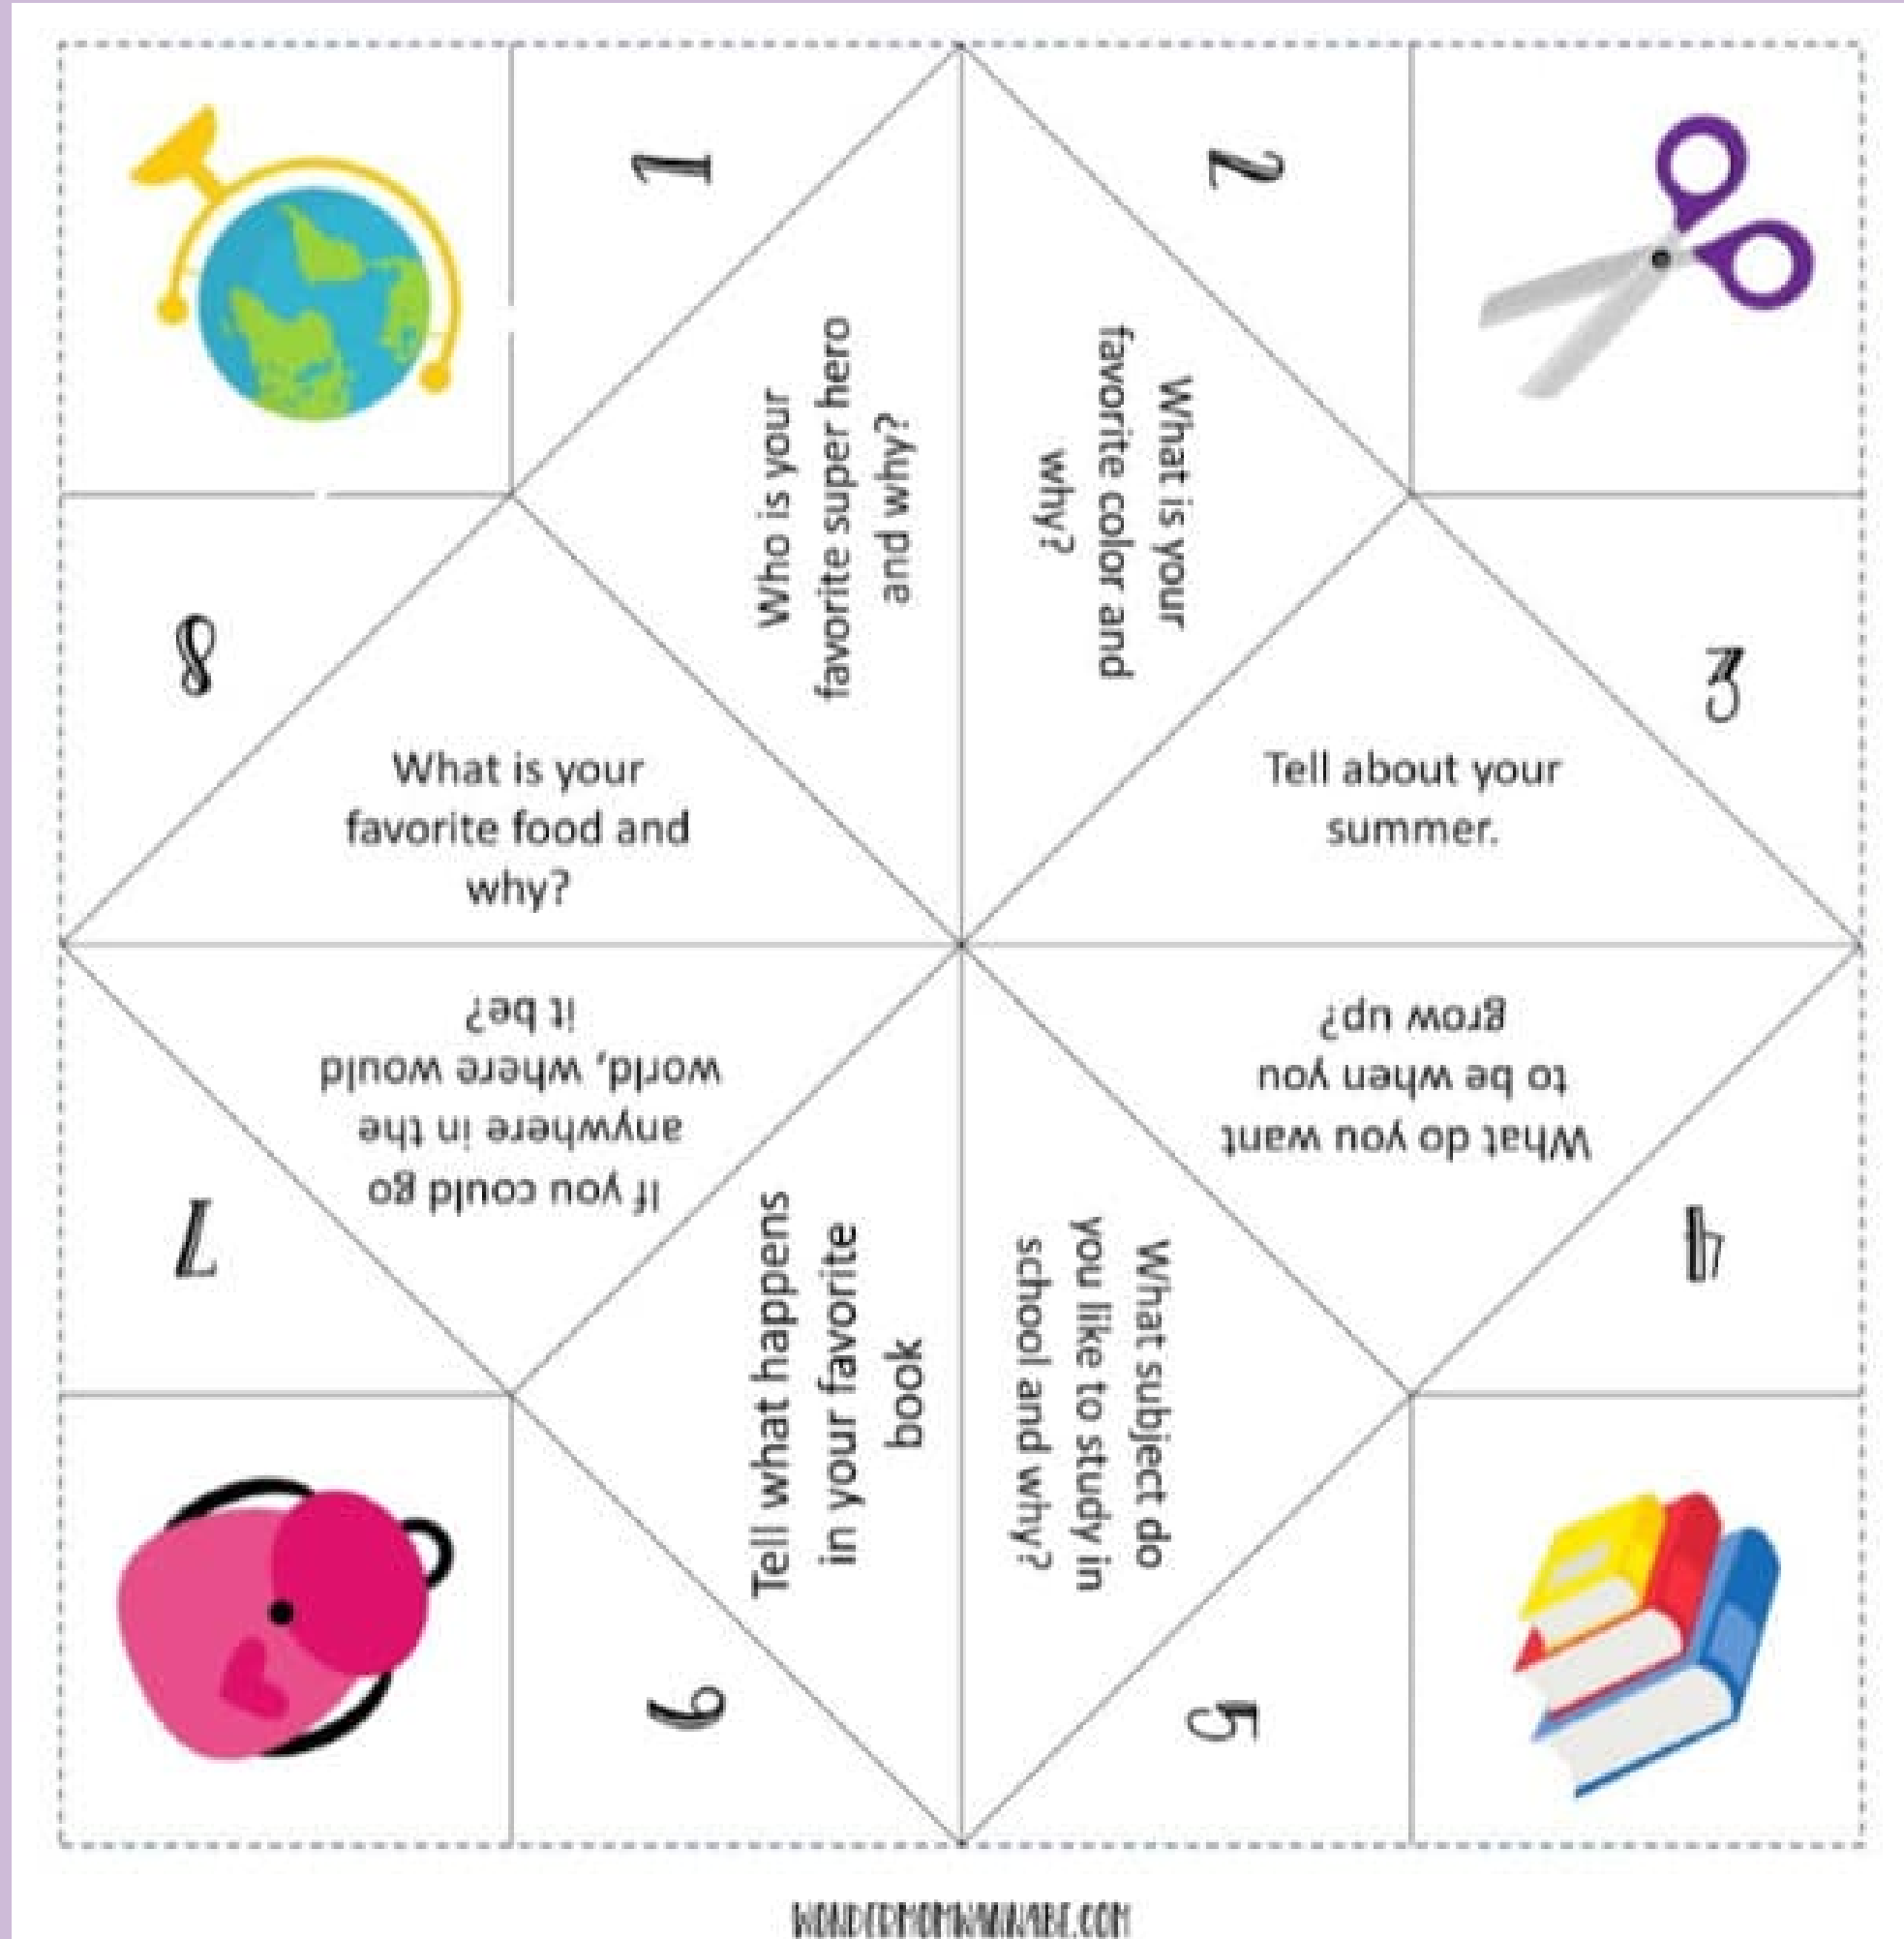 1
Who is your
favorite super hero
and why?
2
What is your
favorite color and
why?
3
Tell about your
summer.
4
What do you want
to be when you
grow up?
5
What subject do
you like to study in
school and why?
6
Tell what happens
in your favorite
book
7
If you could go
anywhere in the
world, where would
it be?
8
What is your
favorite food and
why?
WONDERMOMWANNABE.COM